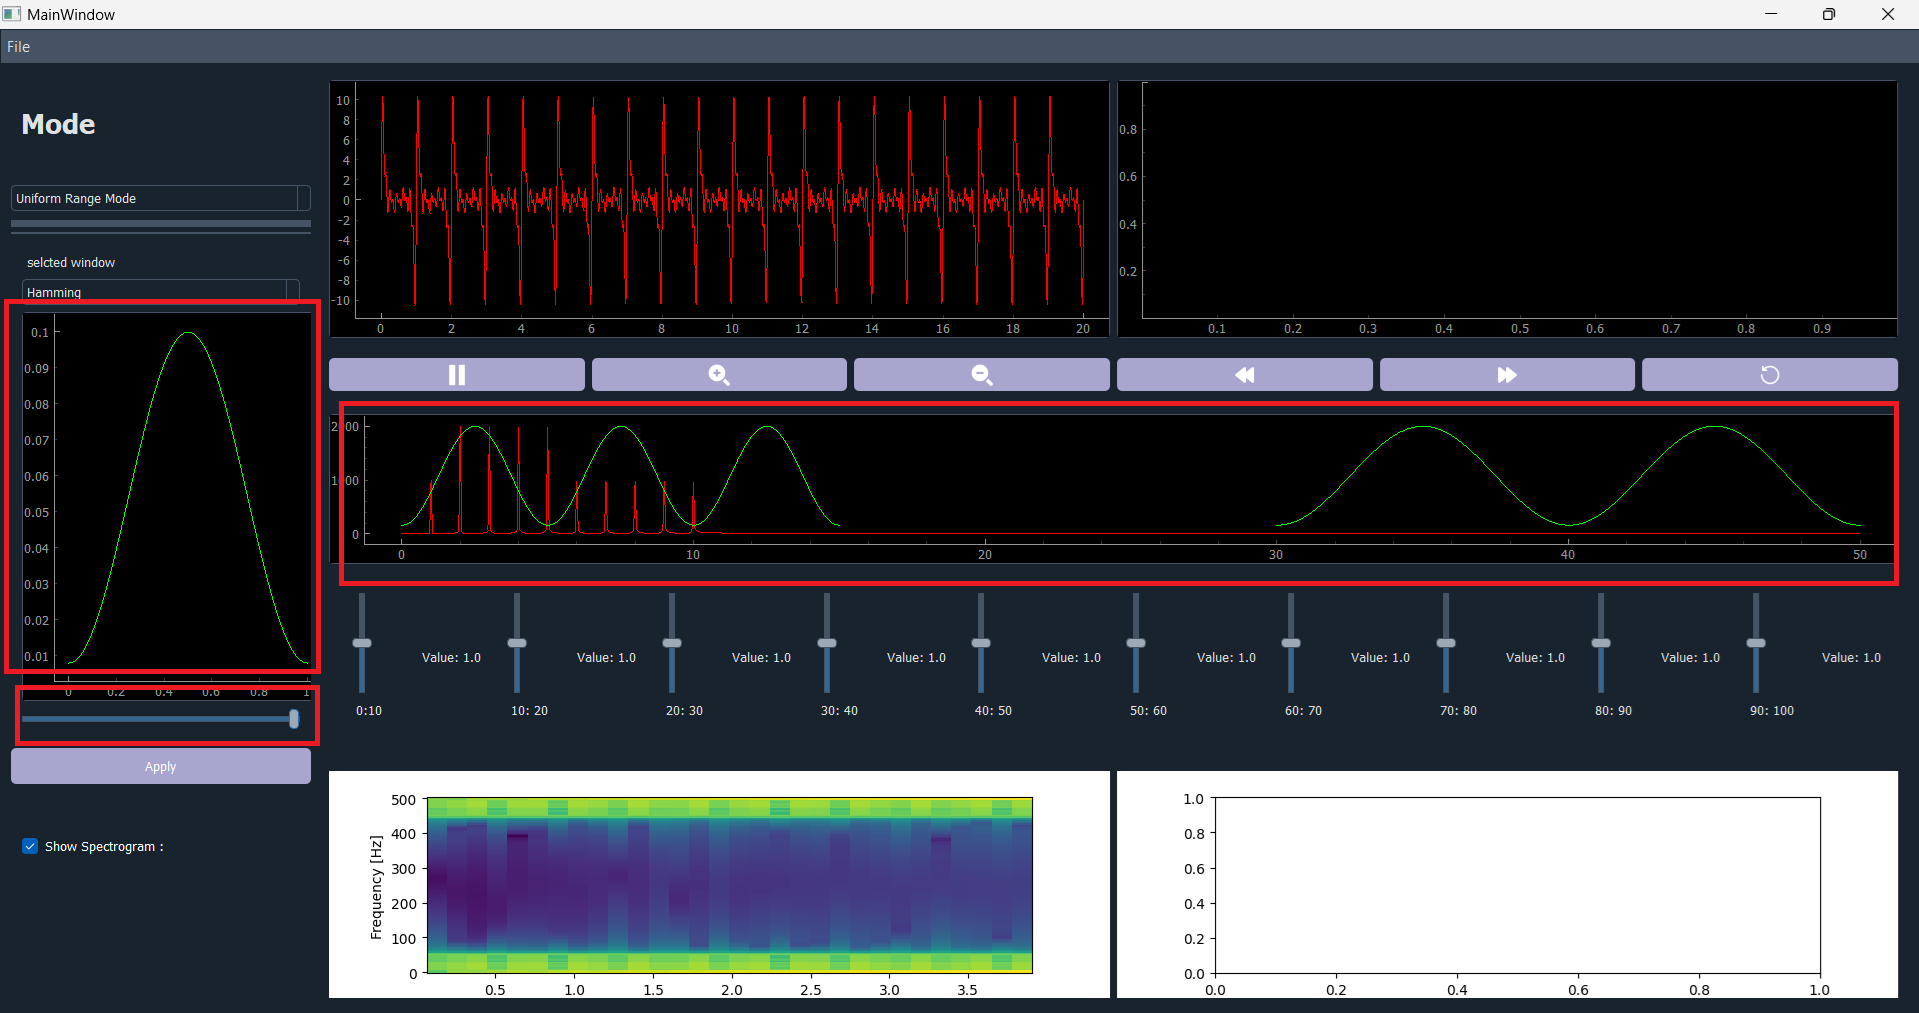 MainWindow
File
Mode
Uniform Range Mode
selcted window
Hamming
0.1
0.09
0.08
0.07
0.06
0.05
0.04
0.03
0.02
0.01
0 0.2 0.4 0.6 0.8 1
Apply
Show Spectrogram :
10
8
6
4
2
0
-2
-4
-6
-8
-10
0 2 4 6 8 10 12 14 16 18 20
0.8
0.6
0.4
0.2
0.1 0.2 0.3 0.4 0.5 0.6 0.7 0.8 0.9
2000
1000
0
0 10 20 30 40 50
Value: 1.0 Value: 1.0 Value: 1.0 Value: 1.0 Value: 1.0 Value: 1.0 Value: 1.0 Value: 1.0 Value: 1.0 Value: 1.0
0:10 10: 20 20: 30 30: 40 40: 50 50: 60 60: 70 70: 80 80: 90 90: 100
Frequency [Hz]
500
400
300
200
100
0
0.5 1.0 1.5 2.0 2.5 3.0 3.5
1.0
0.8
0.6
0.4
0.2
0.0
0.0 0.2 0.4 0.6 0.8 1.0